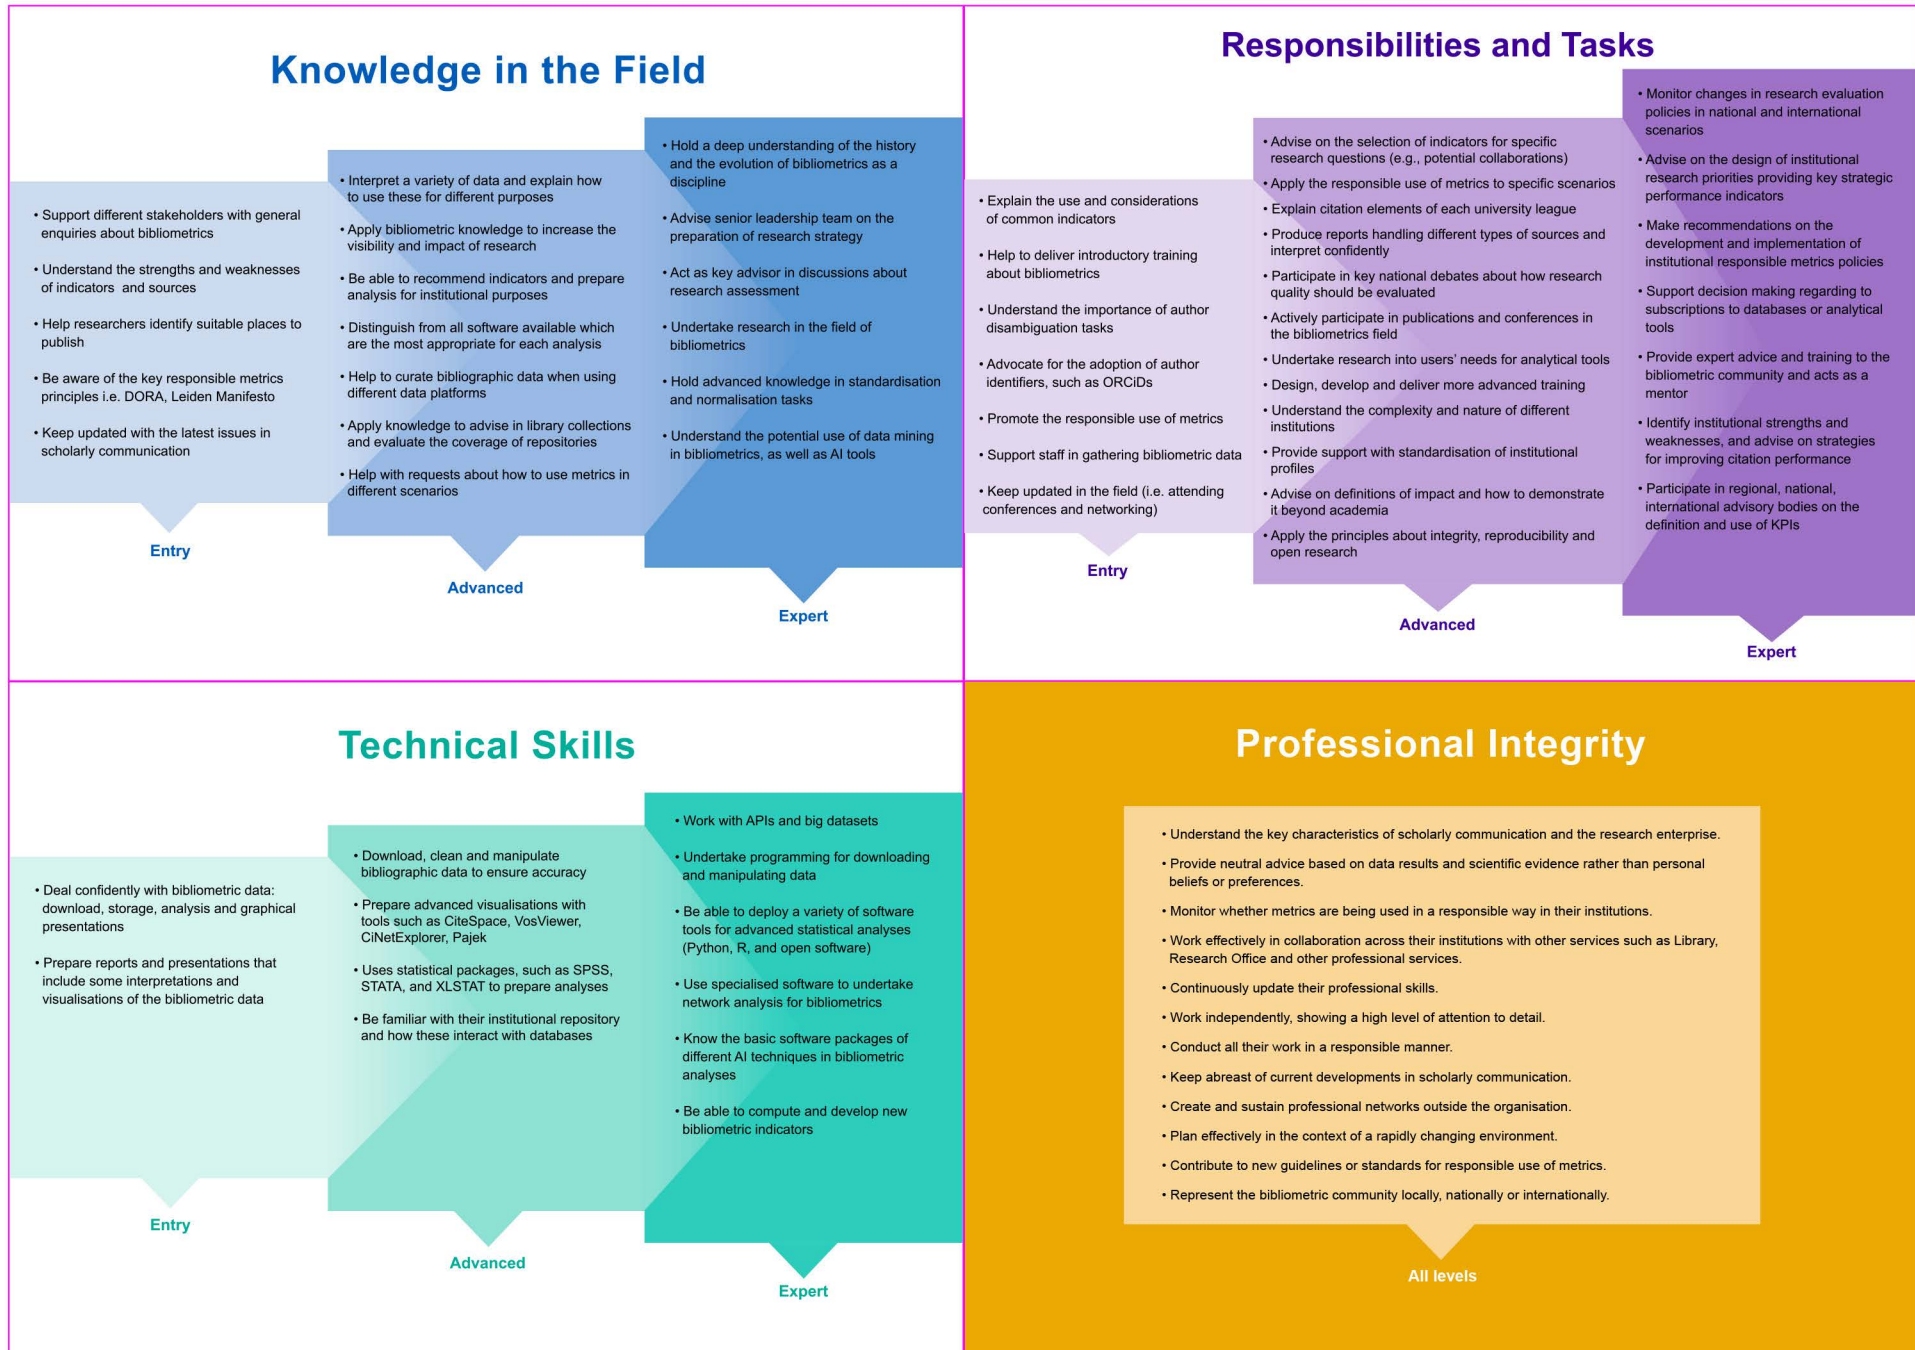 Knowledge in the Field
• Support different stakeholders with general
enquiries about bibliometrics
• Understand the strengths and weaknesses
of indicators and sources
• Help researchers identify suitable places to
publish
• Be aware of the key responsible metrics
principles i.e. DORA, Leiden Manifesto
• Keep updated with the latest issues in
scholarly communication
Entry
• Interpret a variety of data and explain how
to use these for different purposes
• Apply bibliometric knowledge to increase the
visibility and impact of research
• Be able to recommend indicators and prepare
analysis for institutional purposes
• Distinguish from all software available which
are the most appropriate for each analysis
• Help to curate bibliographic data when using
different data platforms
• Apply knowledge to advise in library collections
and evaluate the coverage of repositories
• Help with requests about how to use metrics in
different scenarios
Advanced
• Hold a deep understanding of the history
and the evolution of bibliometrics as a
discipline
• Advise senior leadership team on the
preparation of research strategy
• Act as key advisor in discussions about
research assessment
• Undertake research in the field of
bibliometrics
• Hold advanced knowledge in standardisation
and normalisation tasks
• Understand the potential use of data mining
in bibliometrics, as well as AI tools
Expert
Responsibilities and Tasks
• Explain the use and considerations
of common indicators
• Help to deliver introductory training
about bibliometrics
• Understand the importance of author
disambiguation tasks
• Advocate for the adoption of author
identifiers, such as ORCiDs
• Promote the responsible use of metrics
• Support staff in gathering bibliometric data
• Keep updated in the field (i.e. attending
conferences and networking)
Entry
• Advise on the selection of indicators for specific
research questions (e.g., potential collaborations)
• Apply the responsible use of metrics to specific scenarios
• Explain citation elements of each university league
• Produce reports handling different types of sources and
interpret confidently
• Participate in key national debates about how research
quality should be evaluated
• Actively participate in publications and conferences in
the bibliometrics field
• Undertake research into users' needs for analytical tools
• Design, develop and deliver more advanced training
• Understand the complexity and nature of different
institutions
• Provide support with standardisation of institutional
profiles
• Advise on definitions of impact and how to demonstrate
it beyond academia
• Apply the principles about integrity, reproducibility and
open research
Advanced
• Monitor changes in research evaluation
policies in national and international
scenarios
• Advise on the design of institutional
research priorities providing key strategic
performance indicators
• Make recommendations on the
development and implementation of
institutional responsible metrics policies
• Support decision making regarding to
subscriptions to databases or analytical
tools
• Provide expert advice and training to the
bibliometric community and acts as a
mentor
• Identify institutional strengths and
weaknesses, and advise on strategies
for improving citation performance
• Participate in regional, national,
international advisory bodies on the
definition and use of KPIs
Expert
Technical Skills
• Deal confidently with bibliometric data:
download, storage, analysis and graphical
presentations
• Prepare reports and presentations that
include some interpretations and
visualisations of the bibliometric data
Entry
• Download, clean and manipulate
bibliographic data to ensure accuracy
• Prepare advanced visualisations with
tools such as CiteSpace, VosViewer,
CiNetExplorer, Pajek
• Uses statistical packages, such as SPSS,
STATA, and XLSTAT to prepare analyses
• Be familiar with their institutional repository
and how these interact with databases
Advanced
• Work with APIs and big datasets
• Undertake programming for downloading
and manipulating data
• Be able to deploy a variety of software
tools for advanced statistical analyses
(Python, R, and open software)
• Use specialised software to undertake
network analysis for bibliometrics
• Know the basic software packages of
different AI techniques in bibliometric
analyses
• Be able to compute and develop new
bibliometric indicators
Expert
Professional Integrity
• Understand the key characteristics of scholarly communication and the research enterprise.
• Provide neutral advice based on data results and scientific evidence rather than personal
beliefs or preferences.
• Monitor whether metrics are being used in a responsible way in their institutions.
• Work effectively in collaboration across their institutions with other services such as Library,
Research Office and other professional services.
• Continuously update their professional skills.
• Work independently, showing a high level of attention to detail.
• Conduct all their work in a responsible manner.
• Keep abreast of current developments in scholarly communication.
• Create and sustain professional networks outside the organisation.
• Plan effectively in the context of a rapidly changing environment.
• Contribute to new guidelines or standards for responsible use of metrics.
• Represent the bibliometric community locally, nationally or internationally.
All levels